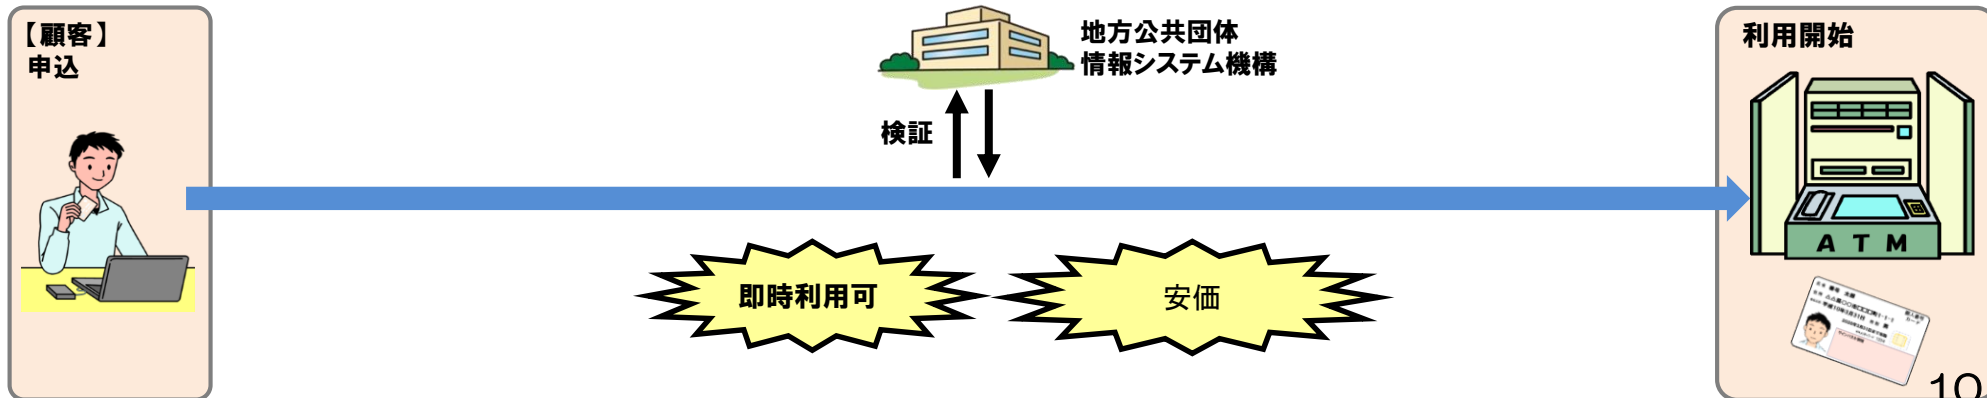 【顧客】
申込
地方公共団体
情報システム機構
検証
即時利用可
安価
利用開始
ATM
10